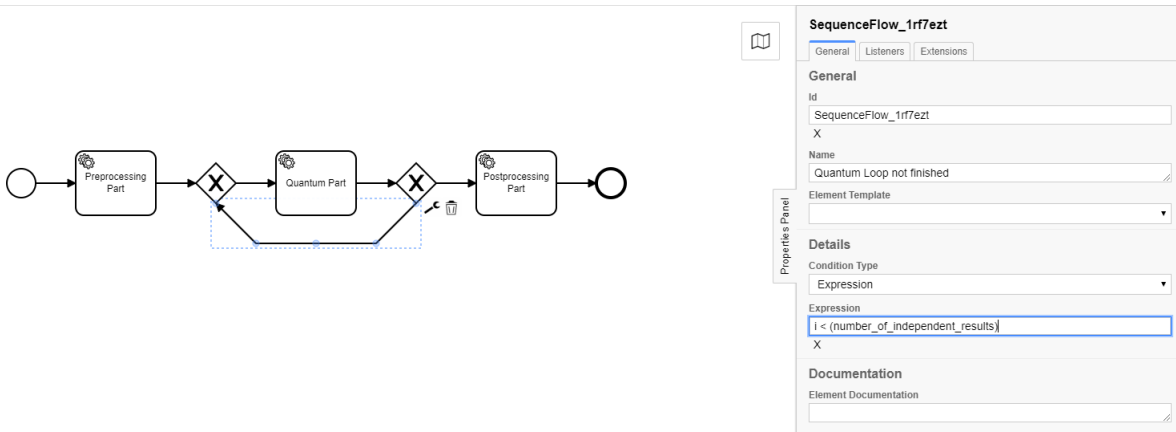 Preprocessing
Part
Quantum Part
Postprocessing
Part
Properties Panel
SequenceFlow_1rf7ezt
General Listeners Extensions
General
Id
SequenceFlow_1rf7ezt
X
Name
Quantum Loop not finished
Element Template
Details
Condition Type
Expression
Expression
i < (number_of_independent_results)
X
Documentation
Element Documentation